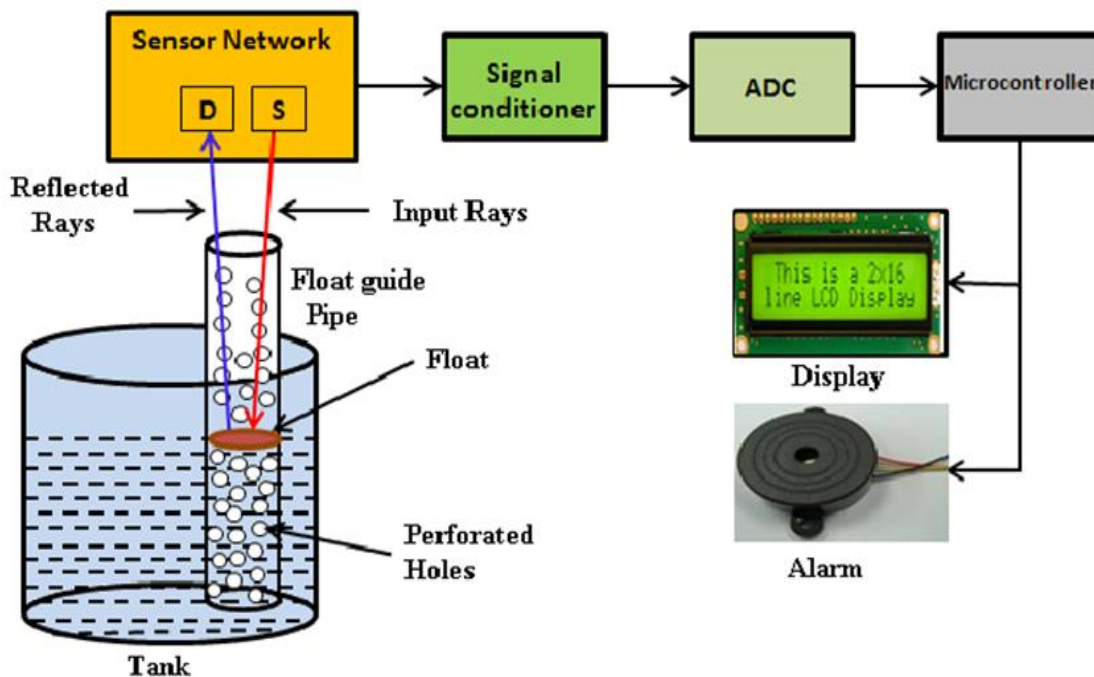 Sensor Network
D
S
Signal
conditioner
ADC
Microcontroller
Reflected
Rays
Input Rays
Float guide
Pipe
Float
This is a 2x16
line LCD Display
Display
Perforated
Holes
Alarm
Tank